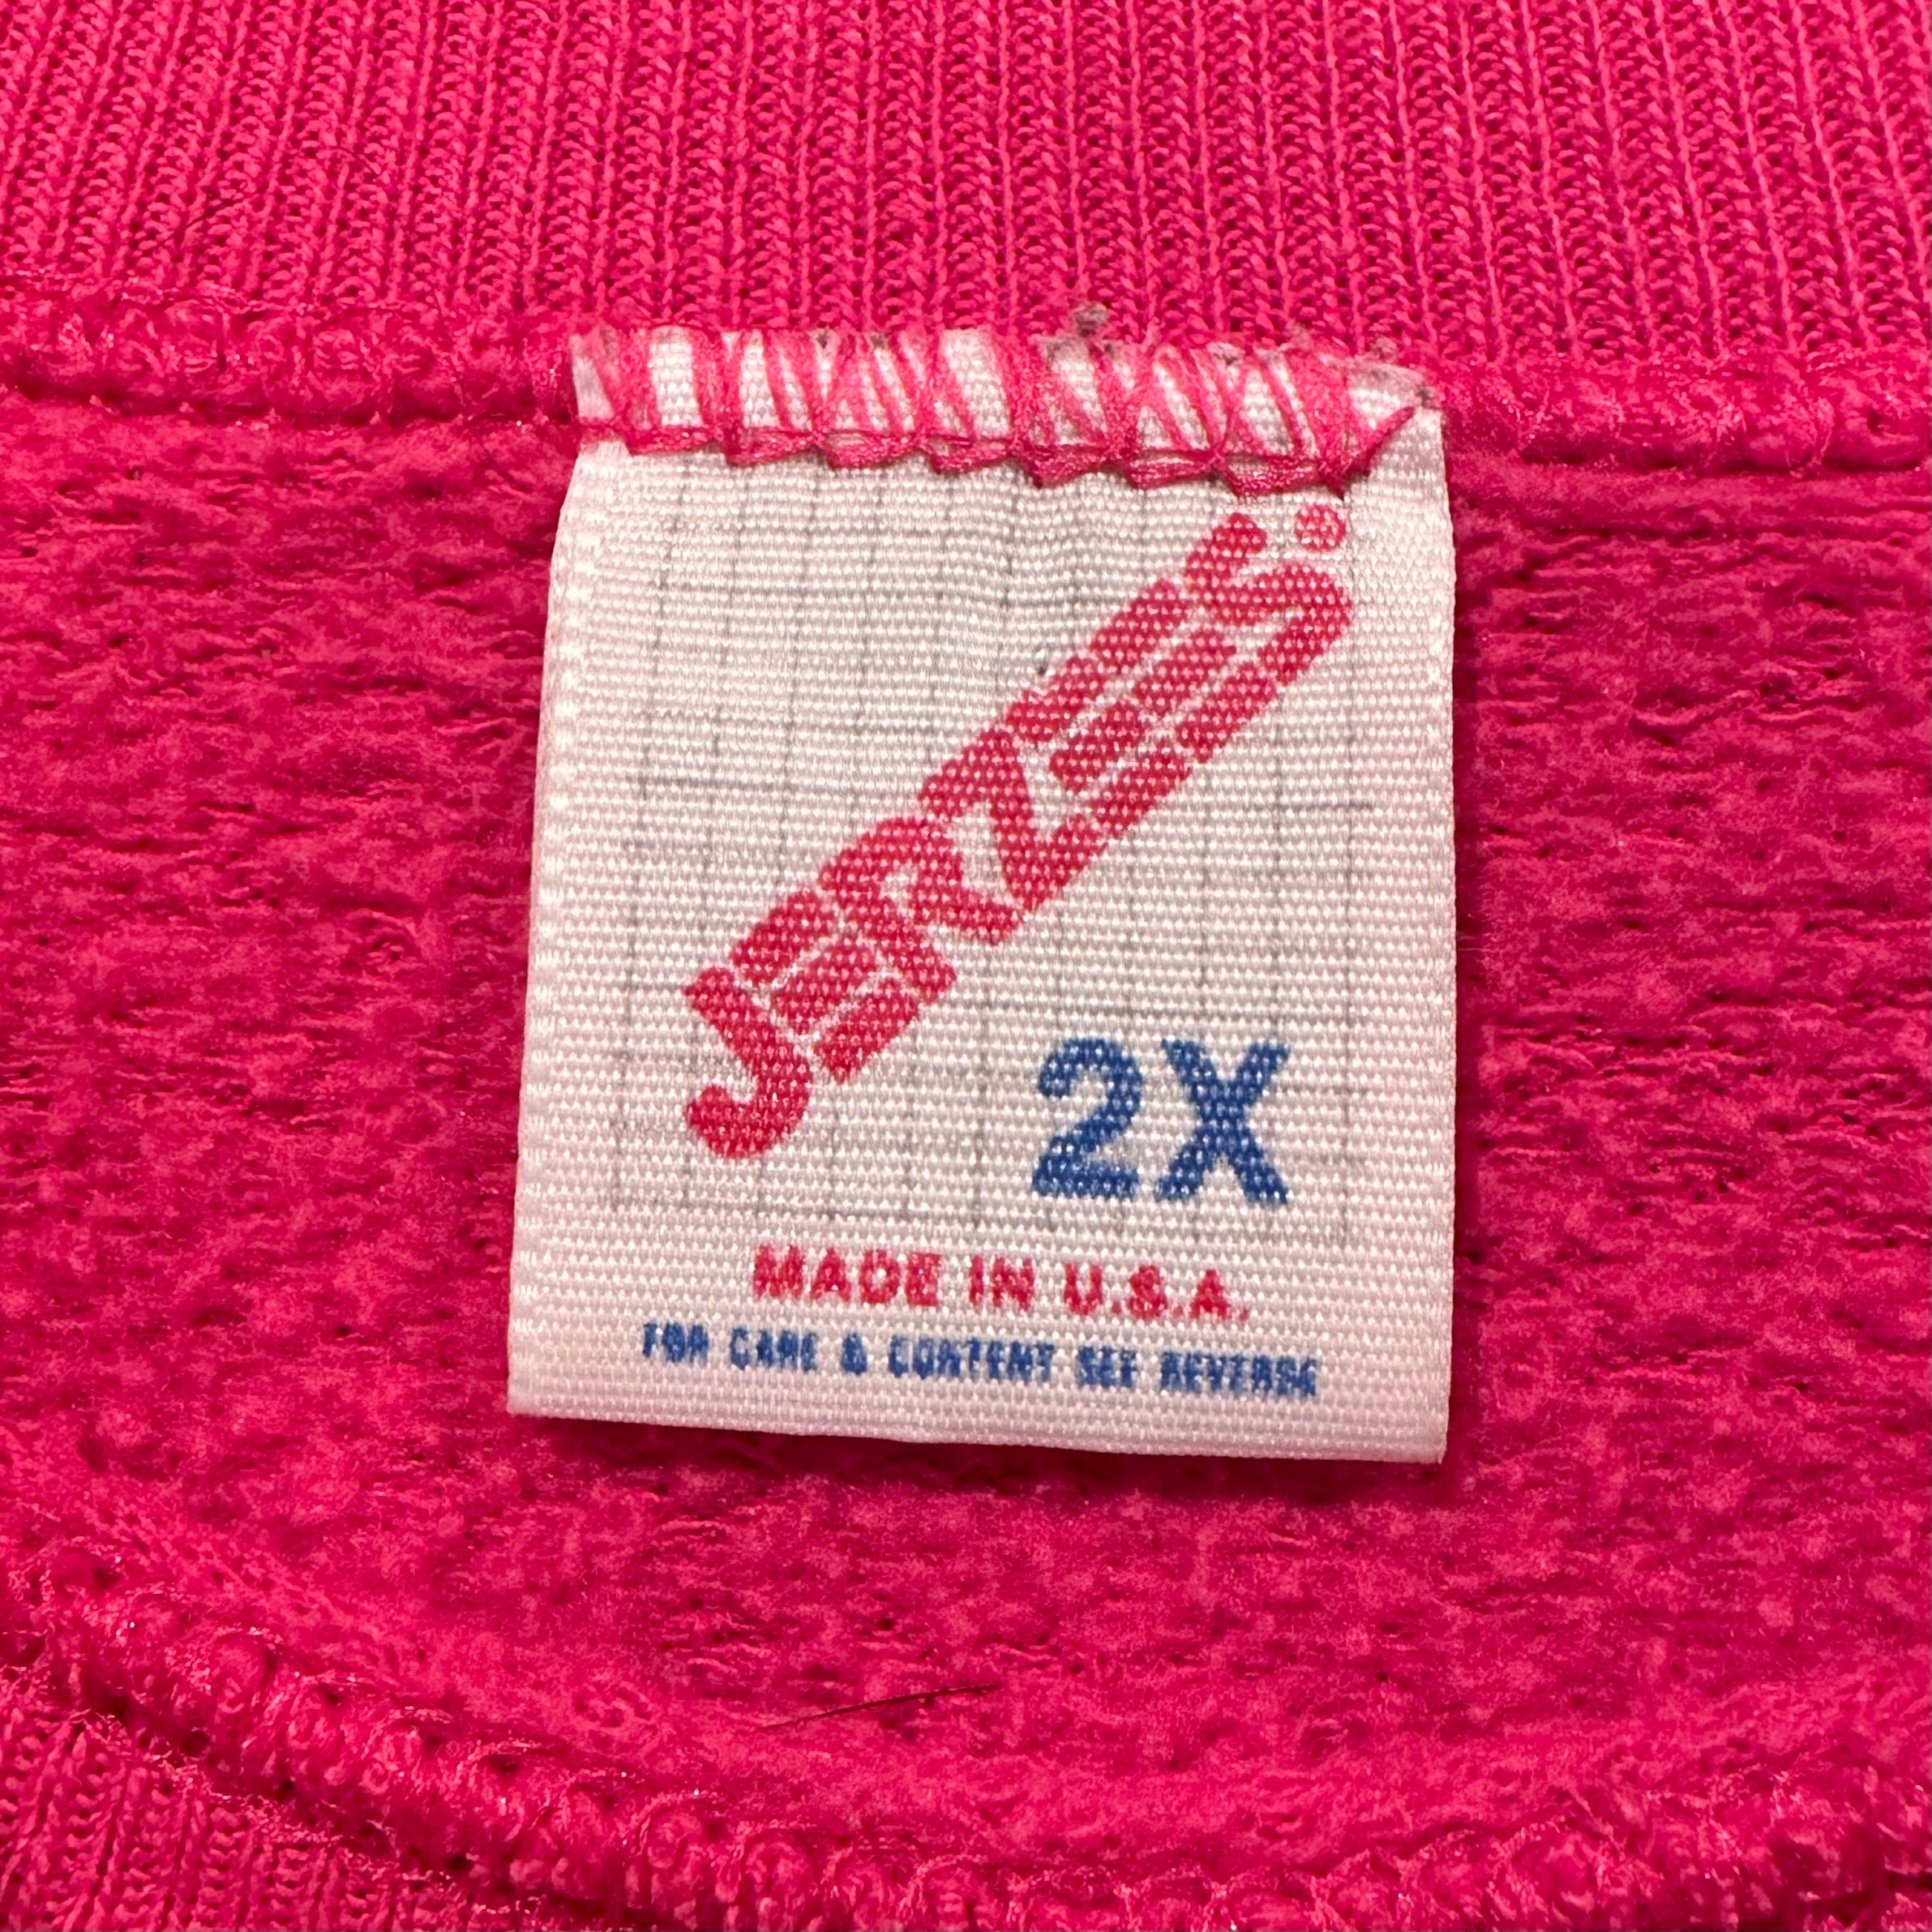 JERZEES.
2X
MADE IN U.S.A.
FOR CARE & CONTENT SEE REVERSE